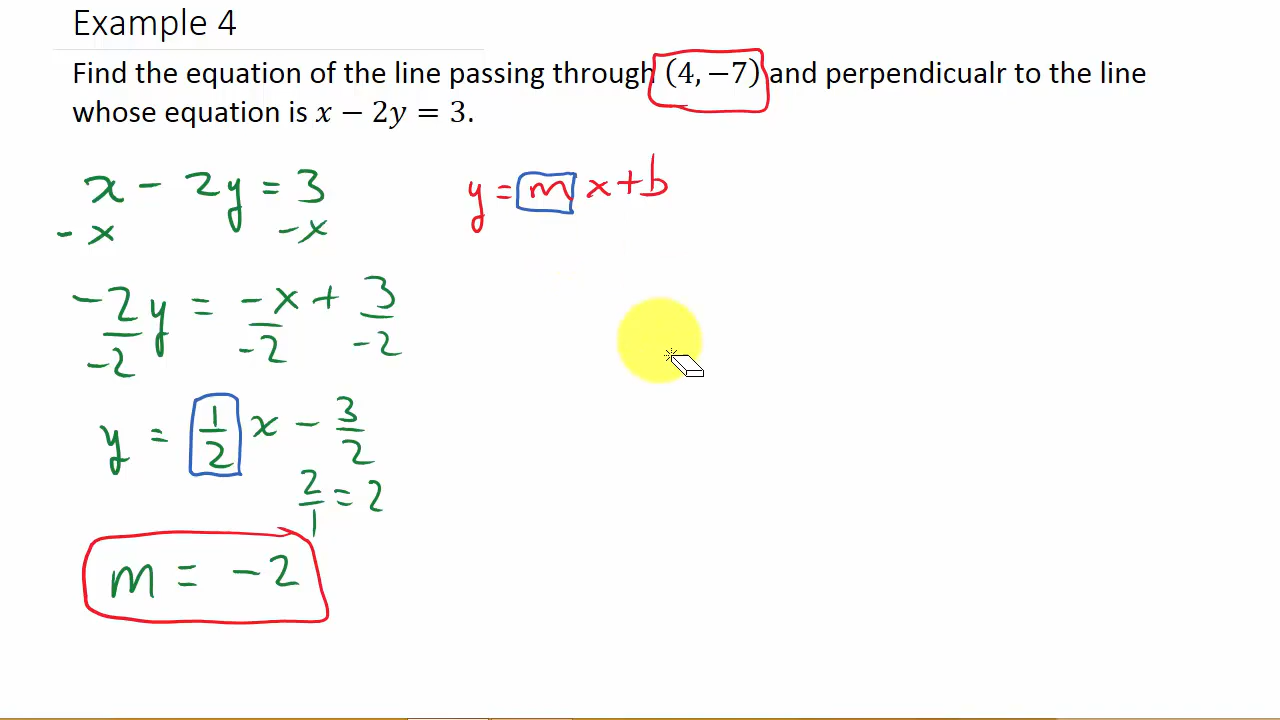 Example 4
Find the equation of the line passing through (4, −7) and perpendicualr to the line
whose equation is x − 2y = 3.
x − 2y = 3
− x −x
−2y/−2 = −x/−2 + 3/−2
y = 1/2 x − 3/2
2/1 = 2
m = −2
y = m x + b